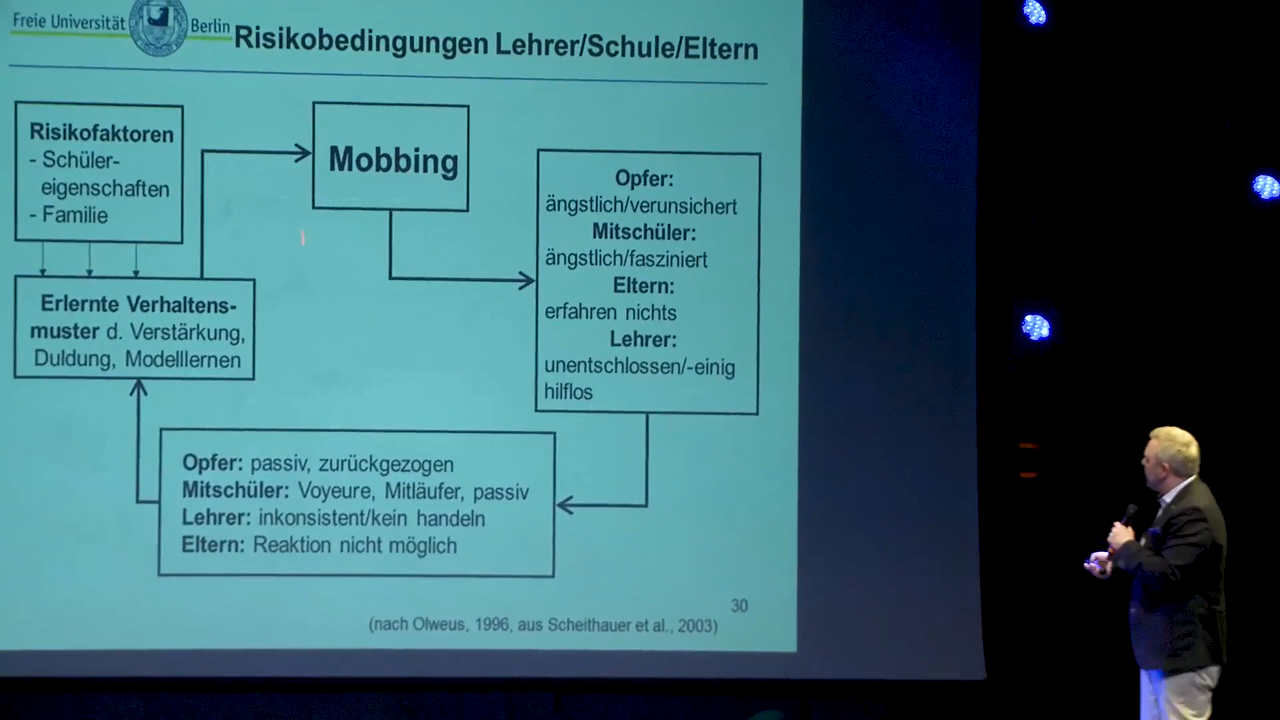 Freie Universität Berlin
Risikobedingungen Lehrer/Schule/Eltern
Risikofaktoren
- Schüler-
eigenschaften
- Familie
Mobbing
Opfer:
ängstlich/verunsichert
Mitschüler:
ängstlich/fasziniert
Eltern:
erfahren nichts
Lehrer:
unentschlossen/-einig
hilflos
Erlernte Verhaltens-
muster d. Verstärkung,
Duldung, Modelllernen
Opfer: passiv, zurückgezogen
Mitschüler: Voyeure, Mitläufer, passiv
Lehrer: inkonsistent/kein handeln
Eltern: Reaktion nicht möglich
30
(nach Olweus, 1996, aus Scheithauer et al., 2003)